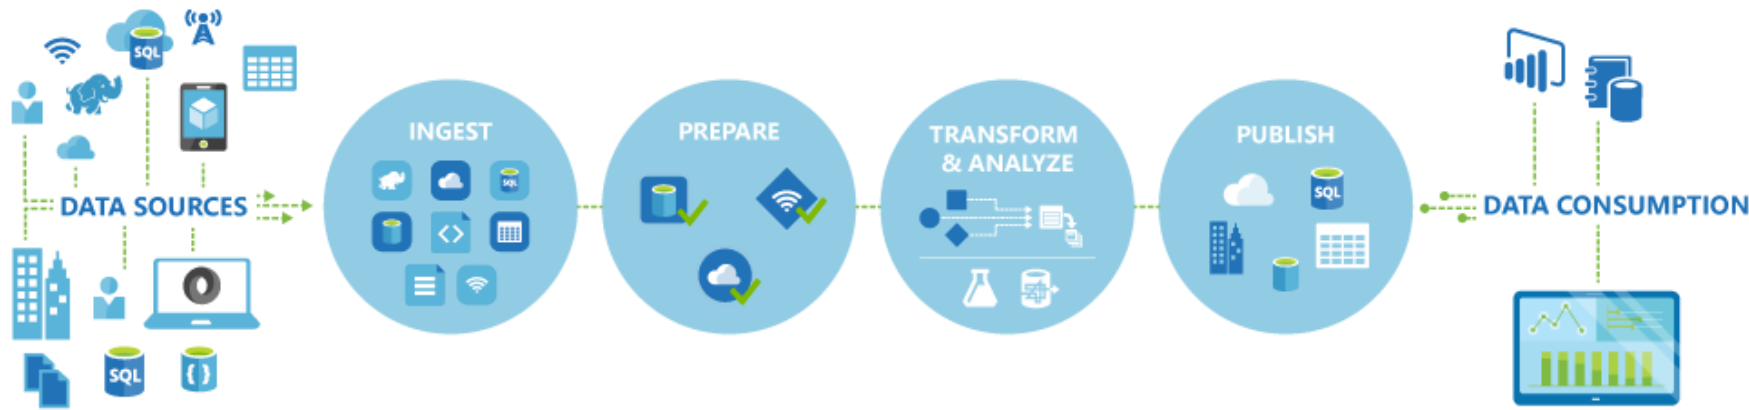 SQL
DATA SOURCES
SQL
{ }
INGEST
SQL
<>
PREPARE
TRANSFORM
& ANALYZE
PUBLISH
SQL
DATA CONSUMPTION